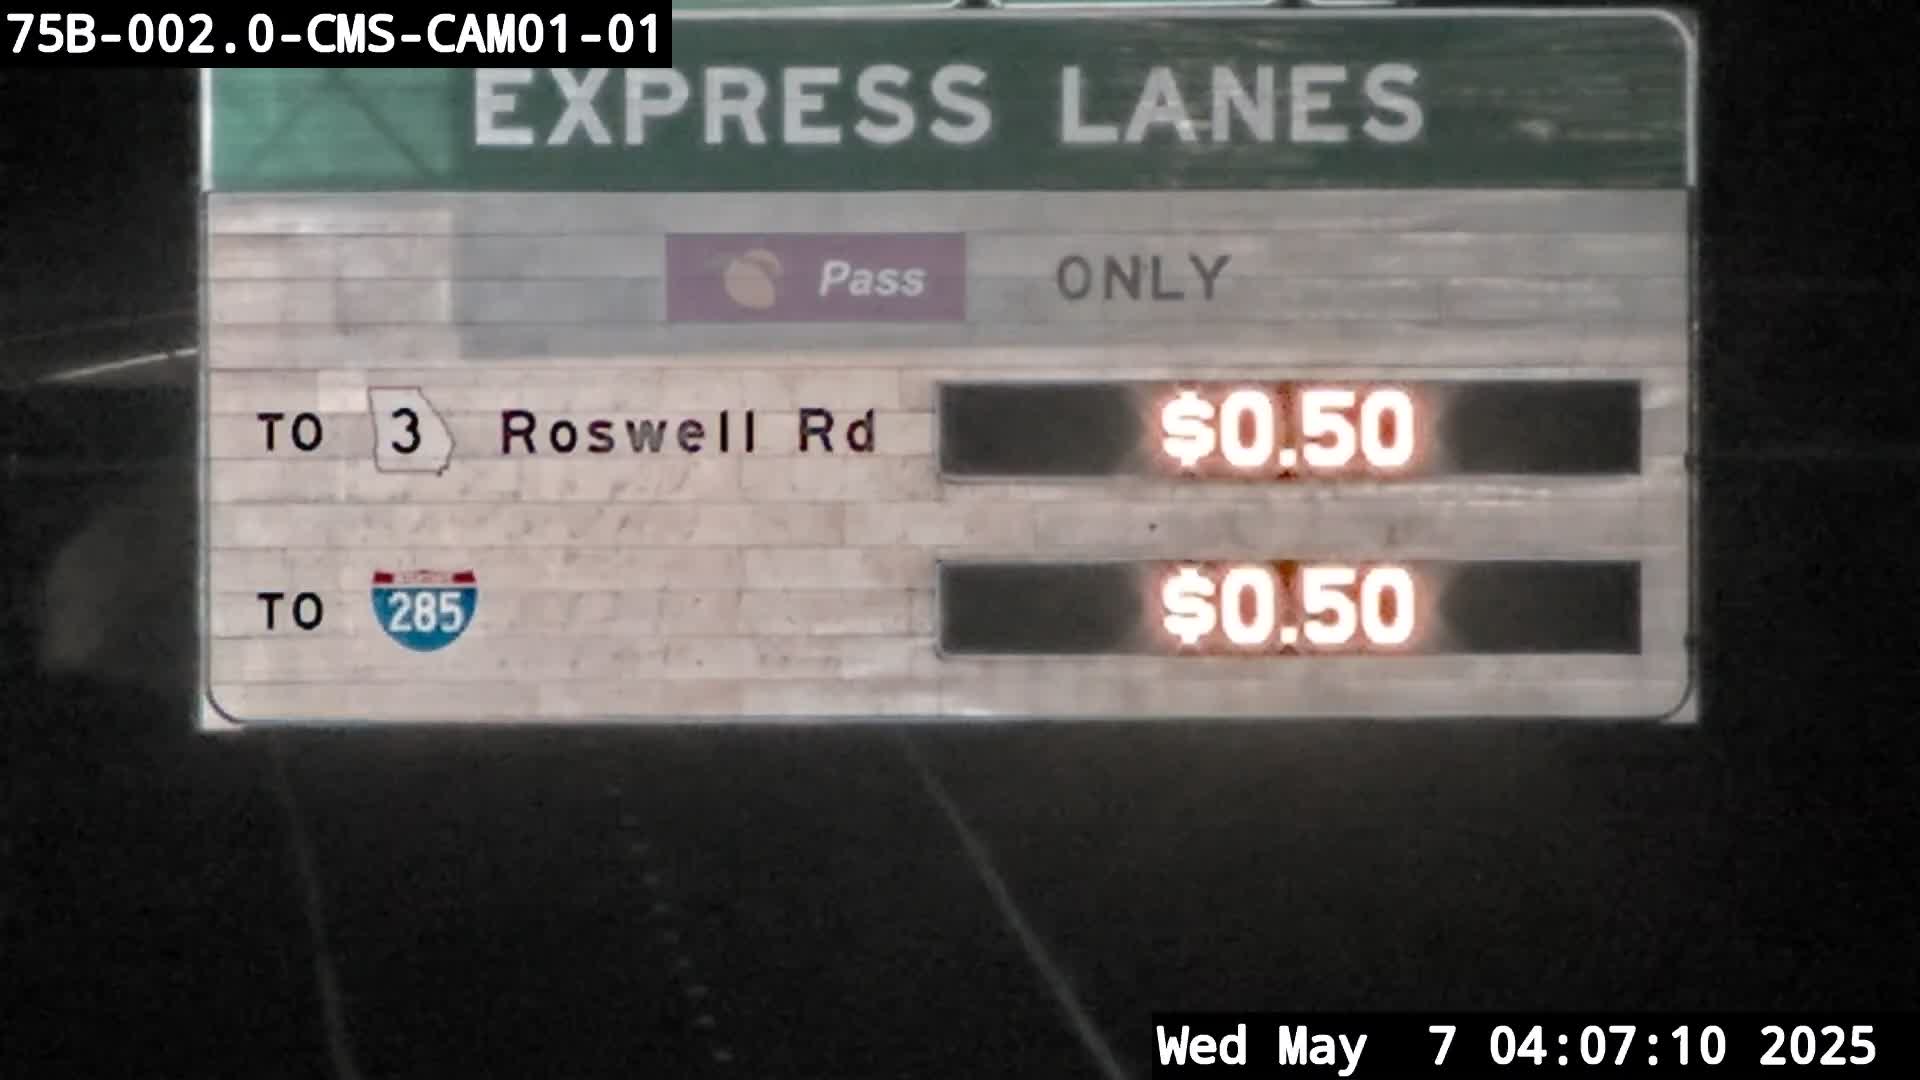 75B-002.0-CMS-CAM01-01
EXPRESS LANES
Pass ONLY
TO 3 Roswell Rd $0.50
TO 285 $0.50
Wed May 7 04:07:10 2025